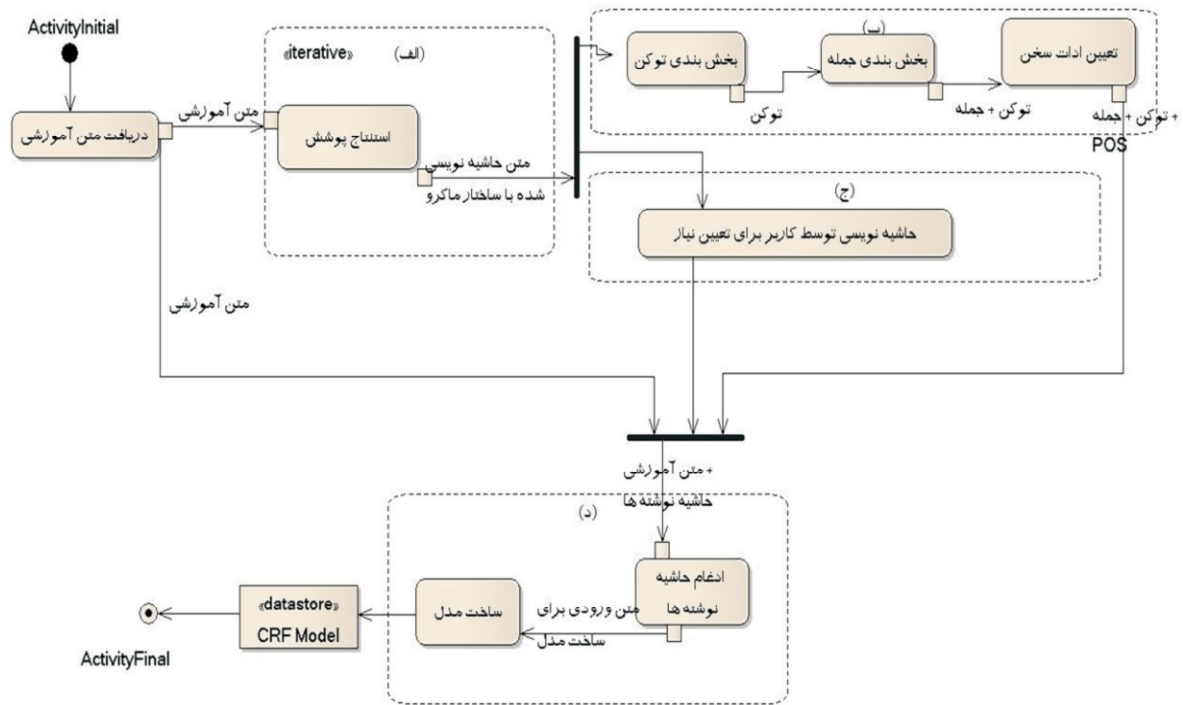 ActivityInitial
دریافت متن آموزشی
متن آموزشی
«iterative»
(الف)
استنتاج پوشش
متن حاشیه نویسی
شده با ساختار ماکرو
(ب)
بخش بندی توکن
توکن
بخش بندی جمله
توکن + جمله
تعیین ادات سخن
توکن + جمله +
POS
(ج)
حاشیه نویسی توسط کاربر برای تعیین نیاز
متن آموزشی
متن آموزشی +
حاشیه نوشته ها
(د)
ادغام حاشیه
نوشته ها
متن ورودی برای
ساخت مدل
ساخت مدل
«datastore»
CRF Model
ActivityFinal